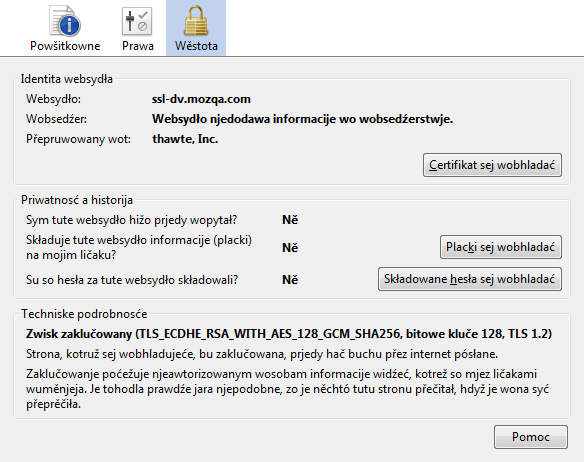 Powšitkowne Prawa Wěstota
Identita websydła
Websydło: ssl-dv.mozqa.com
Wobsedźer: Websydło njedodawa informacije wo wobsedźerstwje.
Přepruwowany wot: thawte, Inc.
Certifikat sej wobhladać
Priwatnosć a historija
Sym tute websydło hižo prjedy wopytał? Ně
Składuje tute websydło informacije (placki)
na mojim ličaku? Ně Placki sej wobhladać
Su so hesła za tute websydło składowali? Ně Składowane hesła sej wobhladać
Techniske podrobnosće
Zwisk zaklučowany (TLS_ECDHE_RSA_WITH_AES_128_GCM_SHA256, bitowe kluče 128, TLS 1.2)
Strona, kotruž sej wobhladujeće, bu zaklučowana, prjedy hač buchu přez internet pósłane.
Zaklučowanje poćežuje njeawtorizowanym wosobam informacije widźeć, kotrež so mjez ličakami
wuměnjeja. Je tohodla prawdźe jara njepodobne, zo je něchtó tutu stronu přečitał, hdyž je wona syć
přeprěčiła.
Pomoc